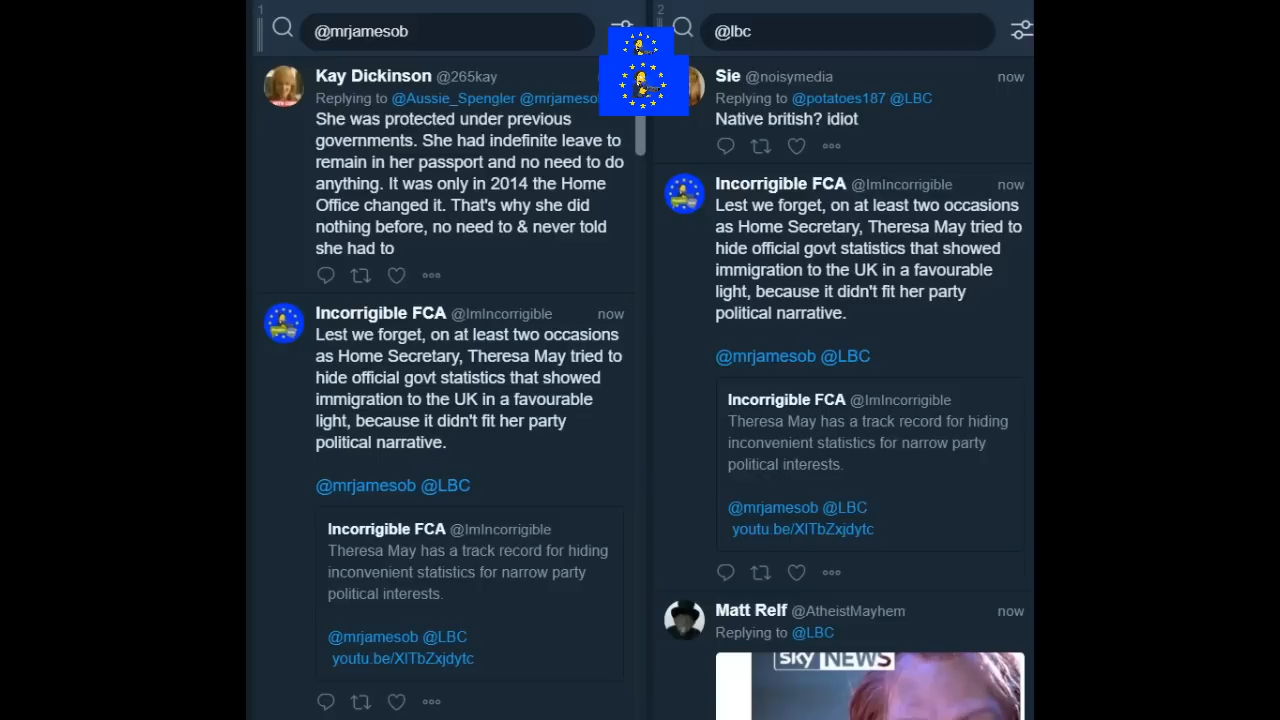 1
@mrjamesob
Kay Dickinson @265kay
Replying to @Aussie_Spengler @mrjameso
She was protected under previous
governments. She had indefinite leave to
remain in her passport and no need to do
anything. It was only in 2014 the Home
Office changed it. That's why she did
nothing before, no need to & never told
she had to
Incorrigible FCA @ImIncorrigible now
Lest we forget, on at least two occasions
as Home Secretary, Theresa May tried to
hide official govt statistics that showed
immigration to the UK in a favourable
light, because it didn't fit her party
political narrative.
@mrjamesob @LBC
Incorrigible FCA @ImIncorrigible
Theresa May has a track record for hiding
inconvenient statistics for narrow party
political interests.
@mrjamesob @LBC
youtu.be/XlTbZxjdytc
2
@lbc
Sie @noisymedia now
Replying to @potatoes187 @LBC
Native british? idiot
Incorrigible FCA @ImIncorrigible now
Lest we forget, on at least two occasions
as Home Secretary, Theresa May tried to
hide official govt statistics that showed
immigration to the UK in a favourable
light, because it didn't fit her party
political narrative.
@mrjamesob @LBC
Incorrigible FCA @ImIncorrigible
Theresa May has a track record for hiding
inconvenient statistics for narrow party
political interests.
@mrjamesob @LBC
youtu.be/XlTbZxjdytc
Matt Relf @AtheistMayhem now
Replying to @LBC
sky NEWS